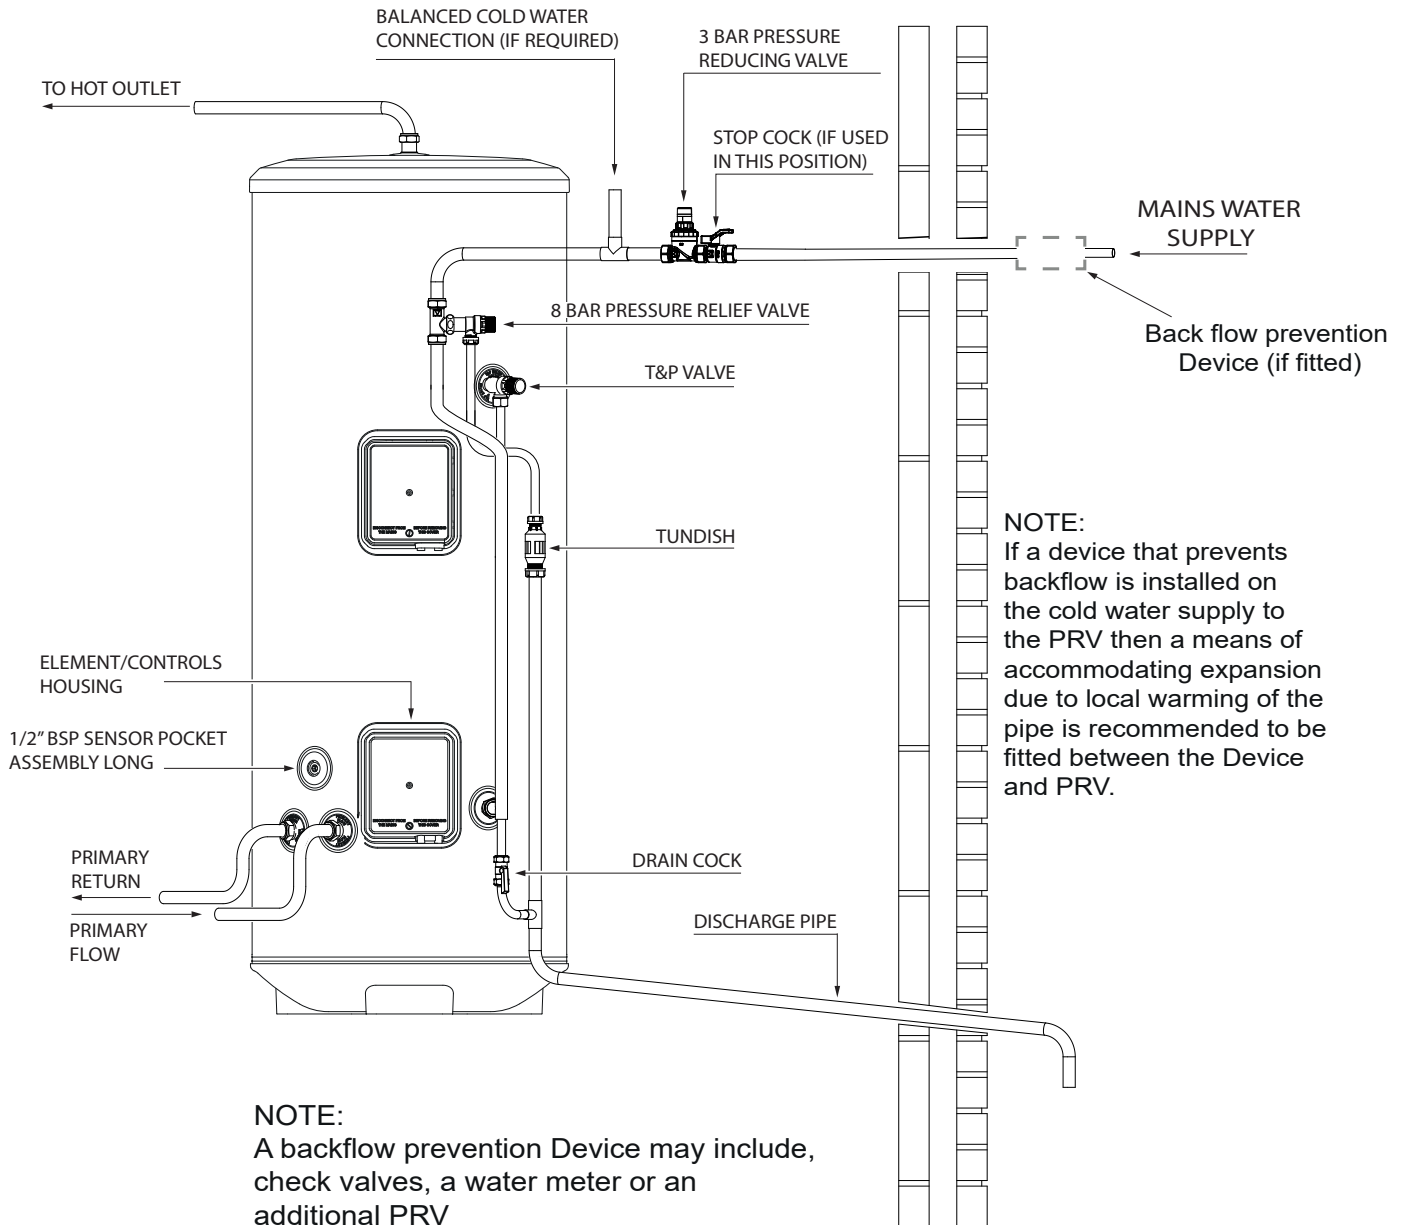 BALANCED COLD WATER
CONNECTION (IF REQUIRED)
3 BAR PRESSURE
REDUCING VALVE
TO HOT OUTLET
STOP COCK (IF USED
IN THIS POSITION)
MAINS WATER
SUPPLY
8 BAR PRESSURE RELIEF VALVE
Back flow prevention
Device (if fitted)
T&P VALVE
TUNDISH
NOTE:
If a device that prevents
backflow is installed on
the cold water supply to
the PRV then a means of
accommodating expansion
due to local warming of the
pipe is recommended to be
fitted between the Device
and PRV.
ELEMENT/CONTROLS
HOUSING
1/2” BSP SENSOR POCKET
ASSEMBLY LONG
PRIMARY
RETURN
PRIMARY
FLOW
DRAIN COCK
DISCHARGE PIPE
NOTE:
A backflow prevention Device may include,
check valves, a water meter or an
additional PRV